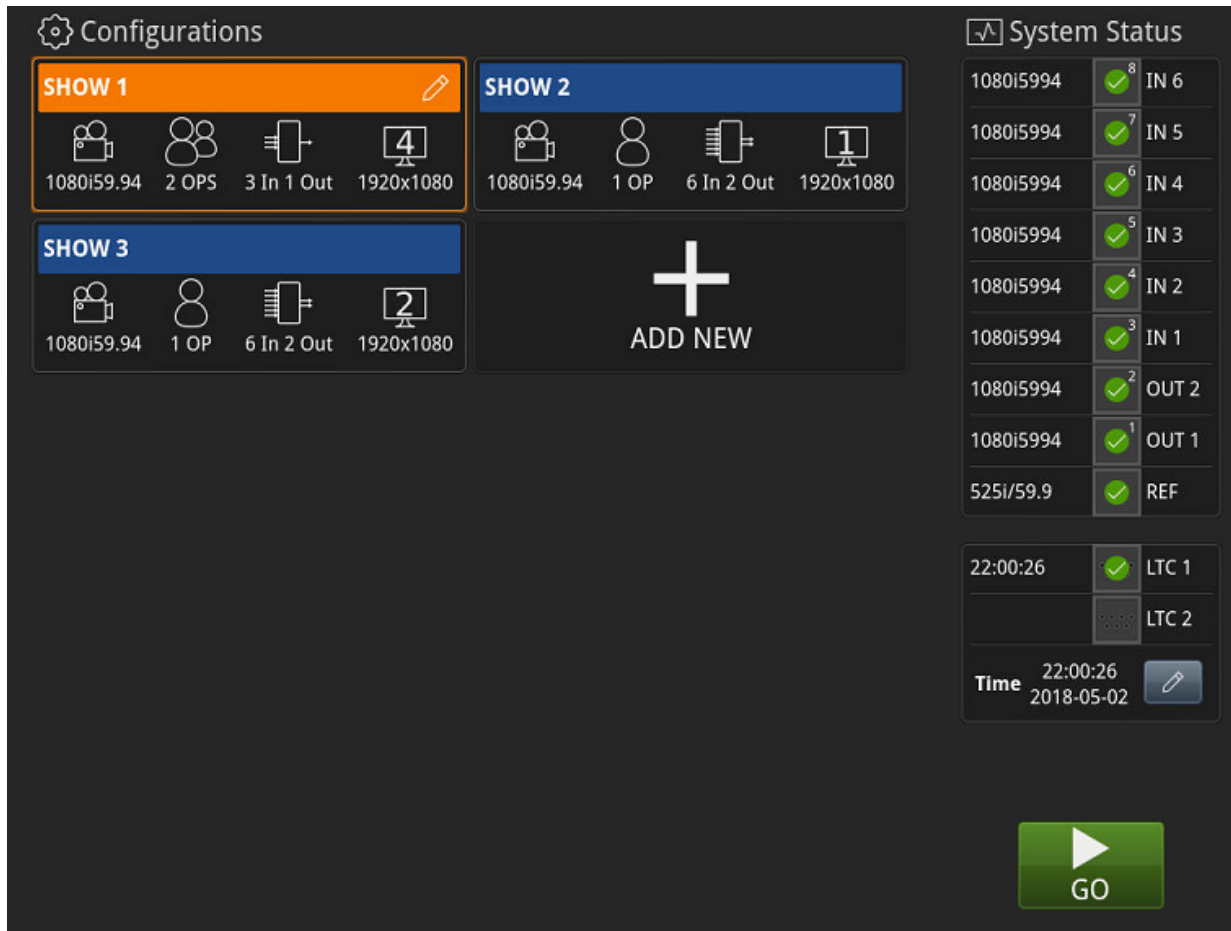 Configurations
SHOW 1
1080i59.94 2 OPS 3 In 1 Out 4 1920x1080
SHOW 2
1080i59.94 1 OP 6 In 2 Out 1 1920x1080
SHOW 3
1080i59.94 1 OP 6 In 2 Out 2 1920x1080
ADD NEW
System Status
1080i5994 8 IN 6
1080i5994 7 IN 5
1080i5994 6 IN 4
1080i5994 5 IN 3
1080i5994 4 IN 2
1080i5994 3 IN 1
1080i5994 2 OUT 2
1080i5994 1 OUT 1
525i/59.9 REF
22:00:26 LTC 1
LTC 2
Time 22:00:26
2018-05-02
GO